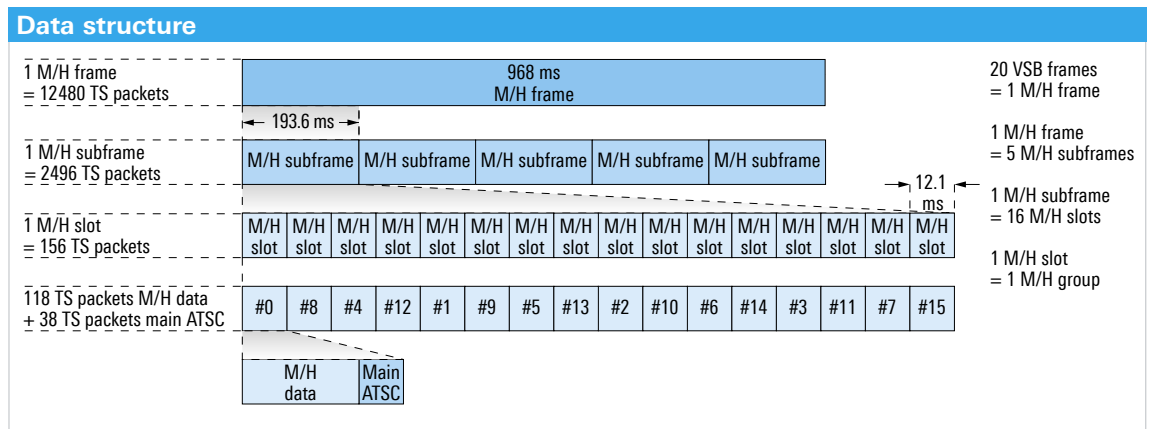 Data structure
1 M/H frame
= 12480 TS packets
968 ms
M/H frame
20 VSB frames
= 1 M/H frame
193.6 ms
1 M/H subframe
= 2496 TS packets
M/H subframe M/H subframe M/H subframe M/H subframe M/H subframe
1 M/H frame
= 5 M/H subframes
12.1
ms
1 M/H subframe
= 16 M/H slots
1 M/H slot
= 156 TS packets
M/H M/H M/H M/H M/H M/H M/H M/H M/H M/H M/H M/H M/H M/H M/H M/H
slot slot slot slot slot slot slot slot slot slot slot slot slot slot slot slot
1 M/H slot
= 1 M/H group
118 TS packets M/H data
+ 38 TS packets main ATSC
#0 #8 #4 #12 #1 #9 #5 #13 #2 #10 #6 #14 #3 #11 #7 #15
M/H
data
Main
ATSC